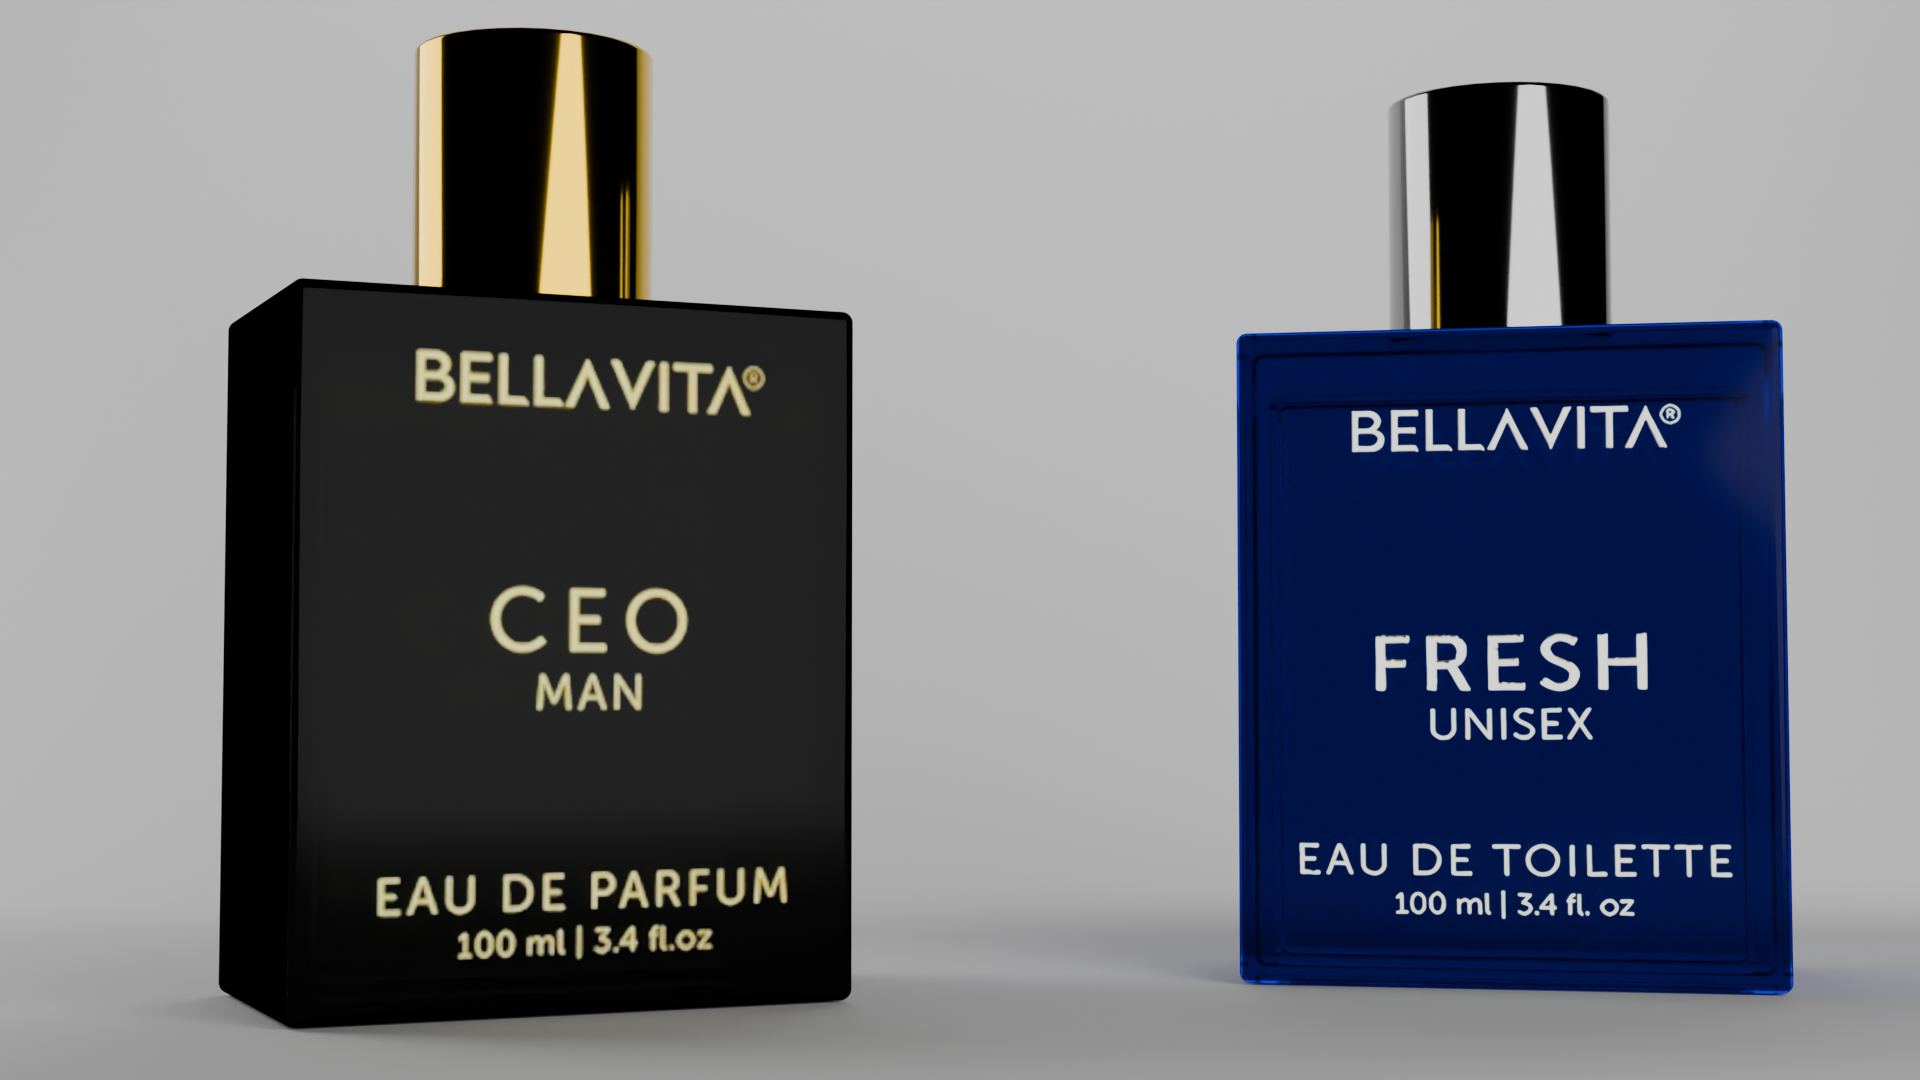 BELLAVITA®
CEO
MAN
EAU DE PARFUM
100 ml | 3.4 fl.oz
BELLAVITA®
FRESH
UNISEX
EAU DE TOILETTE
100 ml | 3.4 fl. oz